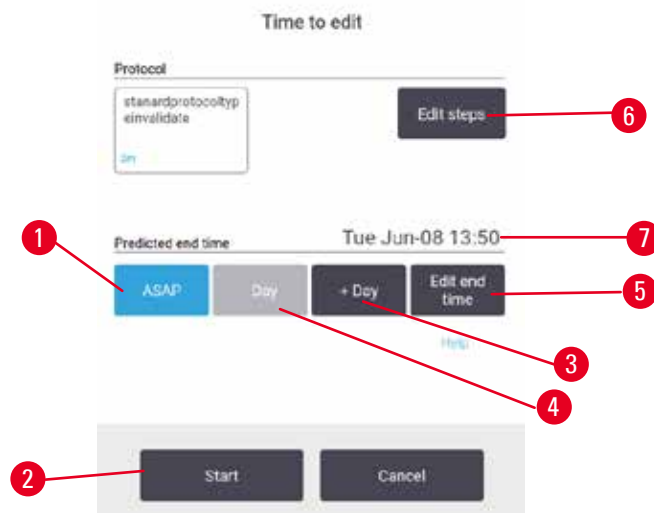 Time to edit
Protocol
stanardprotocoltyp
einvalidate
Edit steps
6
1
Predicted end time
Tue Jun-08 13:50
7
ASAP
Day
+ Day
Edit end
time
5
Help
3
4
2
Start
Cancel